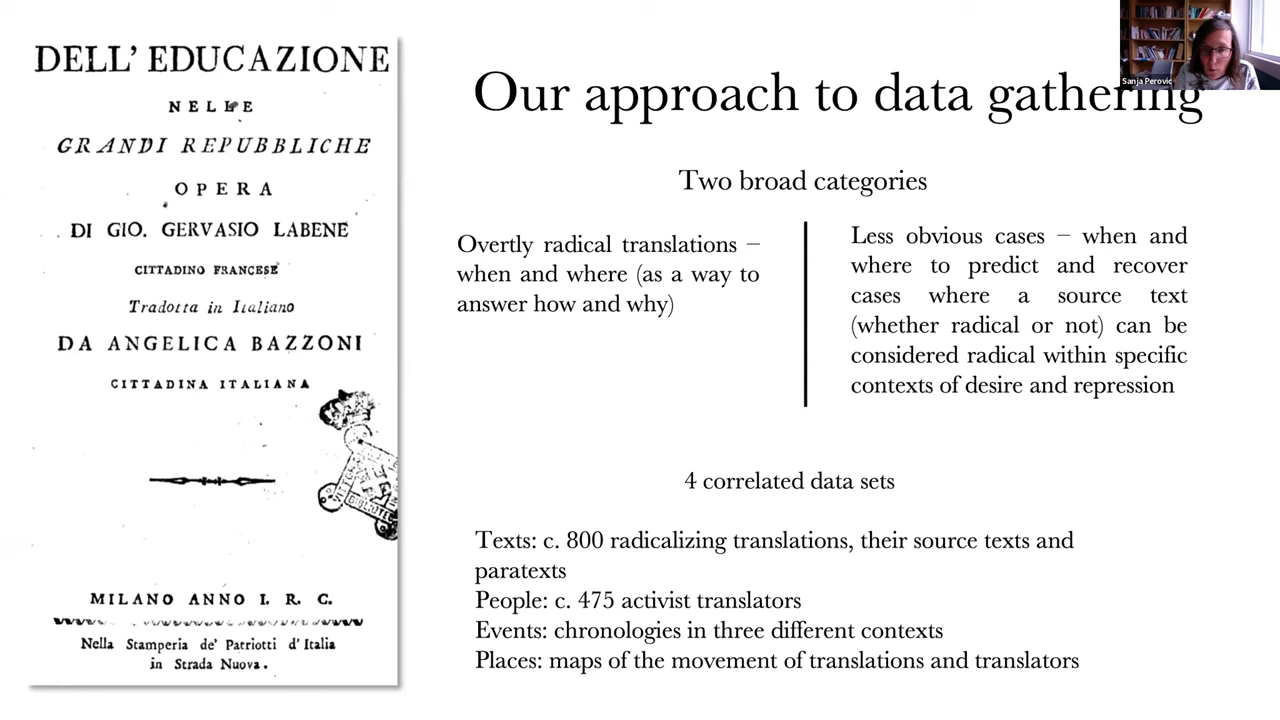 DELL' EDUCAZIONE
NELLE
GRANDI REPUBBLICHE
OPERA
DI GIO. GERVASIO LABENE
CITTADINO FRANCESE
Tradotta in Italiano
DA ANGELICA BAZZONI
CITTADINA ITALIANA
MILANO ANNO I. R. C.
Nella Stamperia de' Patriotti d' Italia
in Strada Nuova.
Sanja Perovic
Our approach to data gathering
Two broad categories
Overtly radical translations –
when and where (as a way to
answer how and why)
Less obvious cases – when and
where to predict and recover
cases where a source text
(whether radical or not) can be
considered radical within specific
contexts of desire and repression
4 correlated data sets
Texts: c. 800 radicalizing translations, their source texts and
paratexts
People: c. 475 activist translators
Events: chronologies in three different contexts
Places: maps of the movement of translations and translators